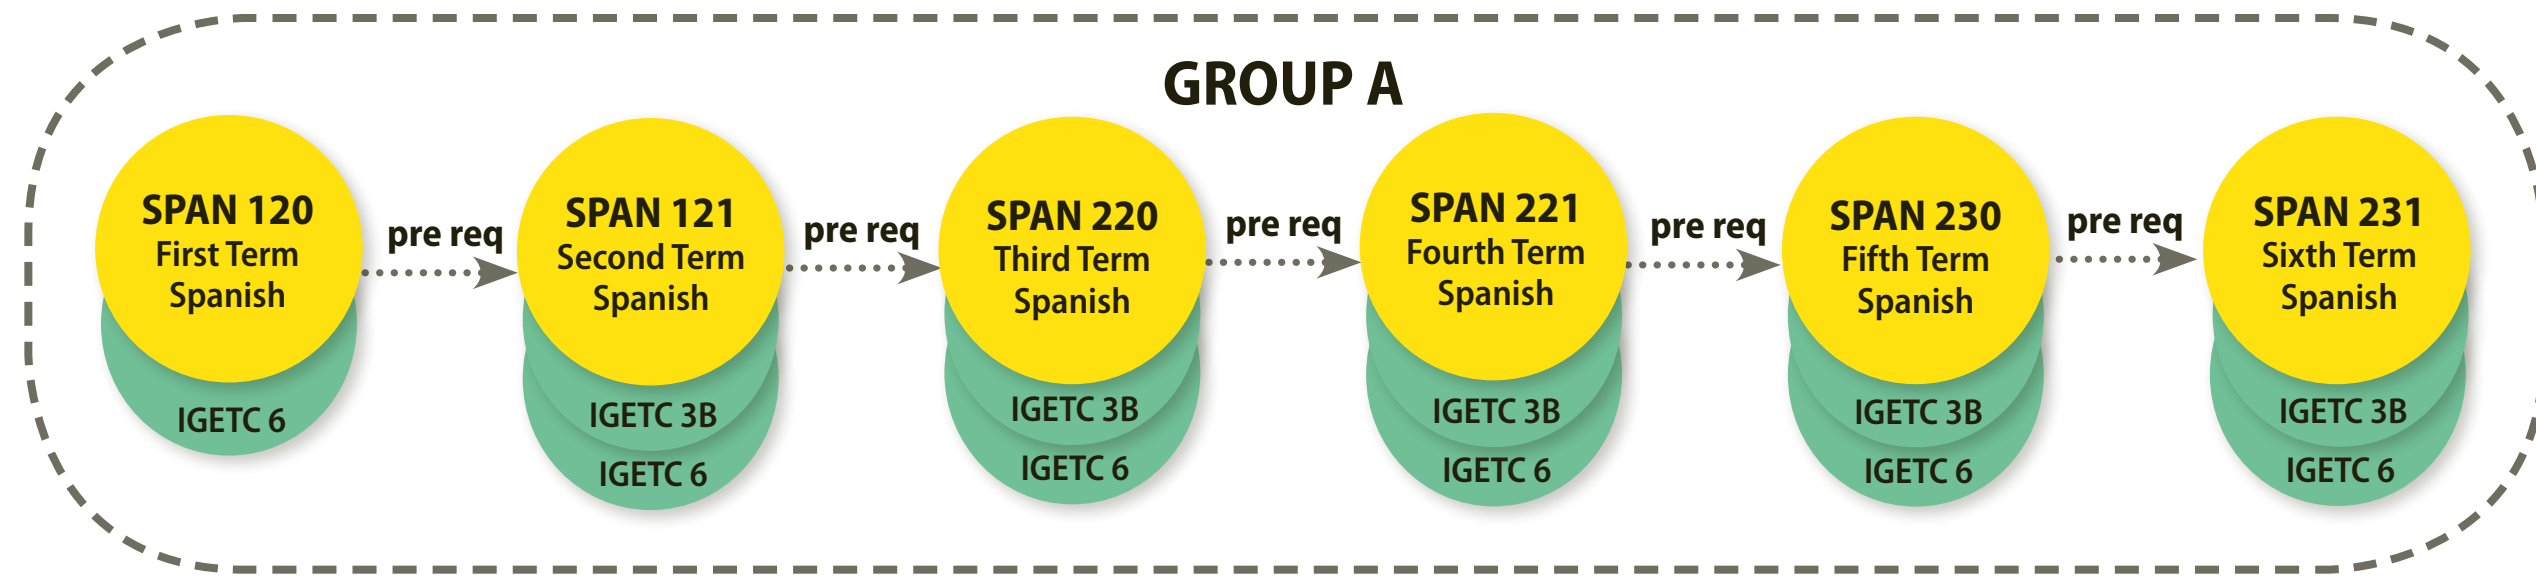 GROUP A
SPAN 120
First Term
Spanish
IGETC 6
pre req
SPAN 121
Second Term
Spanish
IGETC 3B
IGETC 6
pre req
SPAN 220
Third Term
Spanish
IGETC 3B
IGETC 6
pre req
SPAN 221
Fourth Term
Spanish
IGETC 3B
IGETC 6
pre req
SPAN 230
Fifth Term
Spanish
IGETC 3B
IGETC 6
pre req
SPAN 231
Sixth Term
Spanish
IGETC 3B
IGETC 6